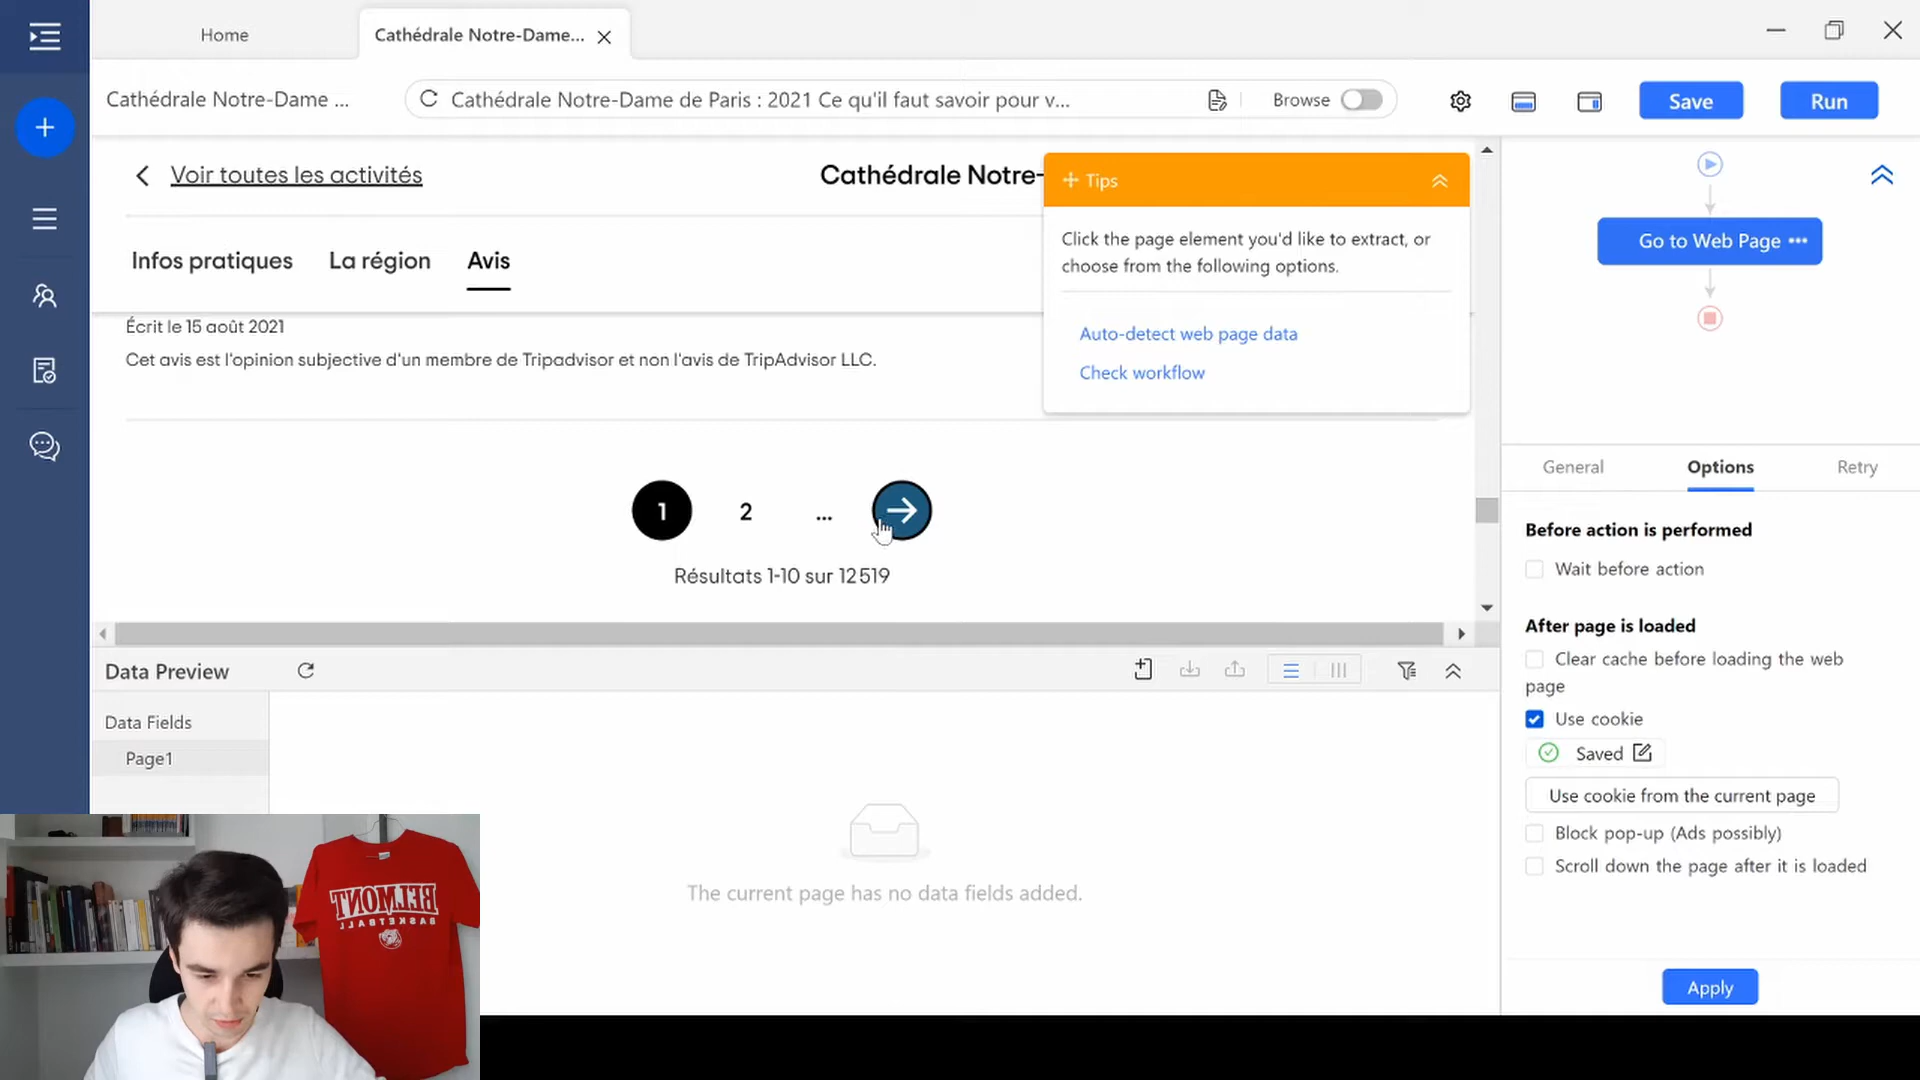 Home
Cathédrale Notre-Dame...
Cathédrale Notre-Dame ...
Cathédrale Notre-Dame de Paris : 2021 Ce qu'il faut savoir pour v...
Browse
Save
Run
Voir toutes les activités
Cathédrale Notre-
Infos pratiques
La région
Avis
Écrit le 15 août 2021
Cet avis est l'opinion subjective d'un membre de Tripadvisor et non l'avis de TripAdvisor LLC.
1
2
...
Résultats 1-10 sur 12 519
Tips
Click the page element you'd like to extract, or
choose from the following options.
Auto-detect web page data
Check workflow
Go to Web Page
General
Options
Retry
Before action is performed
Wait before action
After page is loaded
Clear cache before loading the web
page
Use cookie
Saved
Use cookie from the current page
Block pop-up (Ads possibly)
Scroll down the page after it is loaded
Apply
Data Preview
Data Fields
Page1
The current page has no data fields added.
BELMONT
BASKETBALL